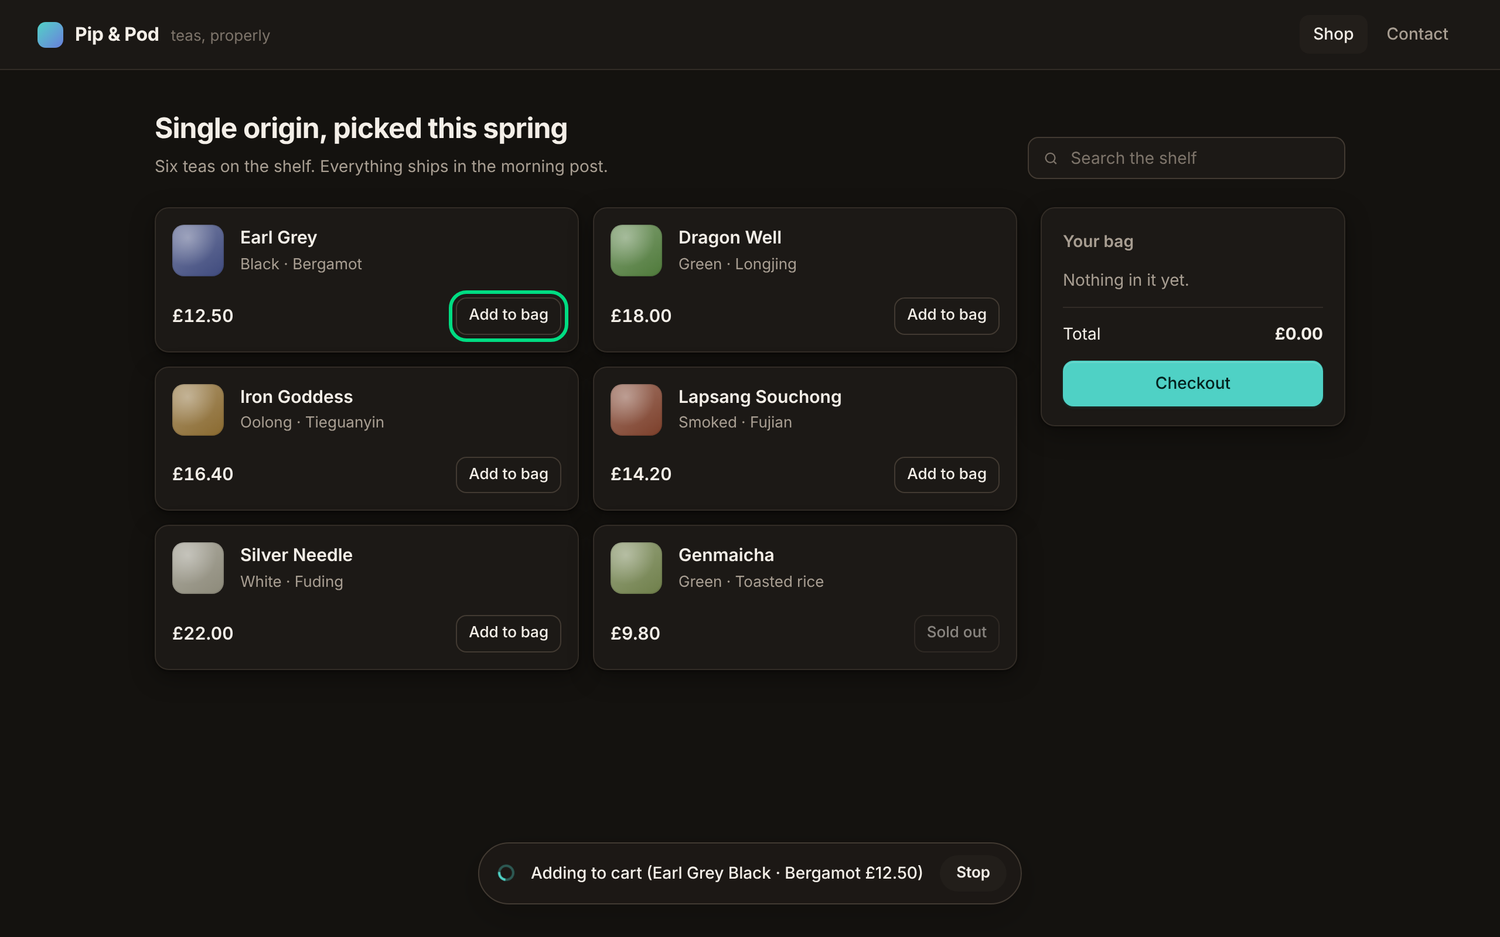 Pip & Pod teas, properly
Shop Contact
Single origin, picked this spring
Six teas on the shelf. Everything ships in the morning post.
Search the shelf
Earl Grey
Black · Bergamot
£12.50 Add to bag
Dragon Well
Green · Longjing
£18.00 Add to bag
Iron Goddess
Oolong · Tieguanyin
£16.40 Add to bag
Lapsang Souchong
Smoked · Fujian
£14.20 Add to bag
Silver Needle
White · Fuding
£22.00 Add to bag
Genmaicha
Green · Toasted rice
£9.80 Sold out
Your bag
Nothing in it yet.
Total £0.00
Checkout
Adding to cart (Earl Grey Black · Bergamot £12.50) Stop